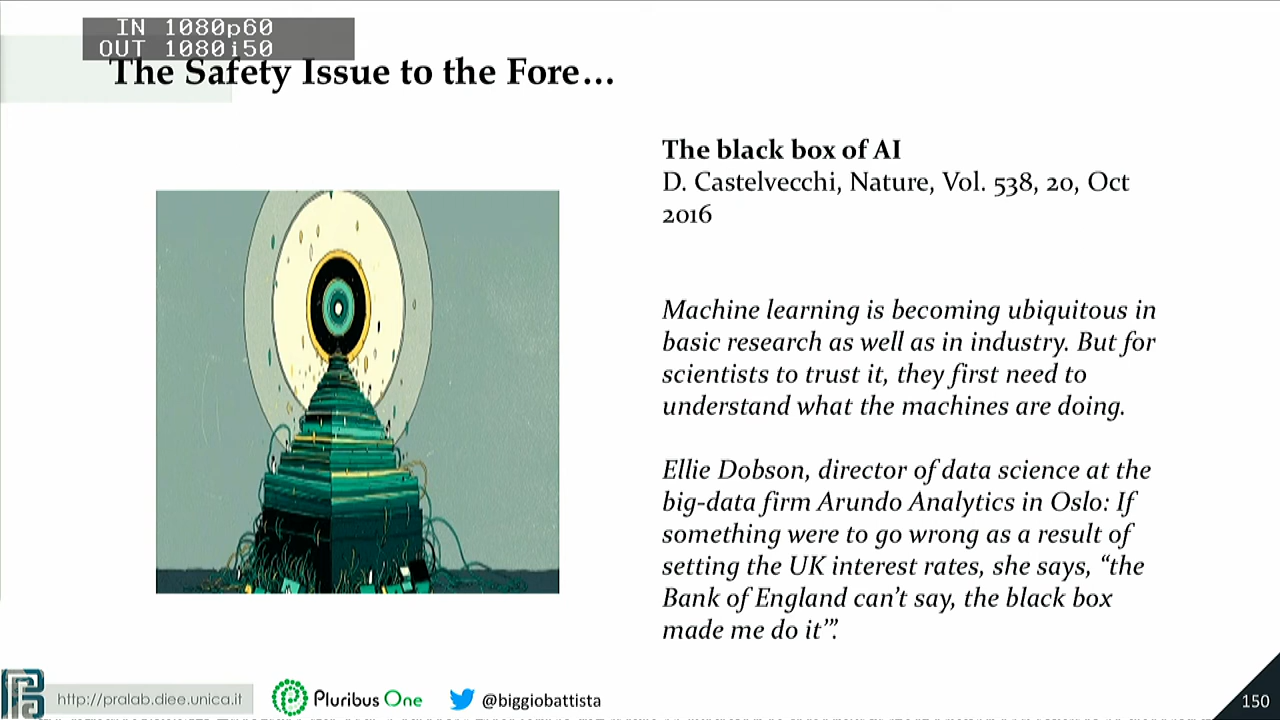 IN 1080p60
OUT 1080i50
The Safety Issue to the Fore...
The black box of AI
D. Castelvecchi, Nature, Vol. 538, 20, Oct
2016
Machine learning is becoming ubiquitous in
basic research as well as in industry. But for
scientists to trust it, they first need to
understand what the machines are doing.
Ellie Dobson, director of data science at the
big-data firm Arundo Analytics in Oslo: If
something were to go wrong as a result of
setting the UK interest rates, she says, “the
Bank of England can’t say, the black box
made me do it’”.
http://pralab.diee.unica.it
Pluribus One
@biggiobattista
150